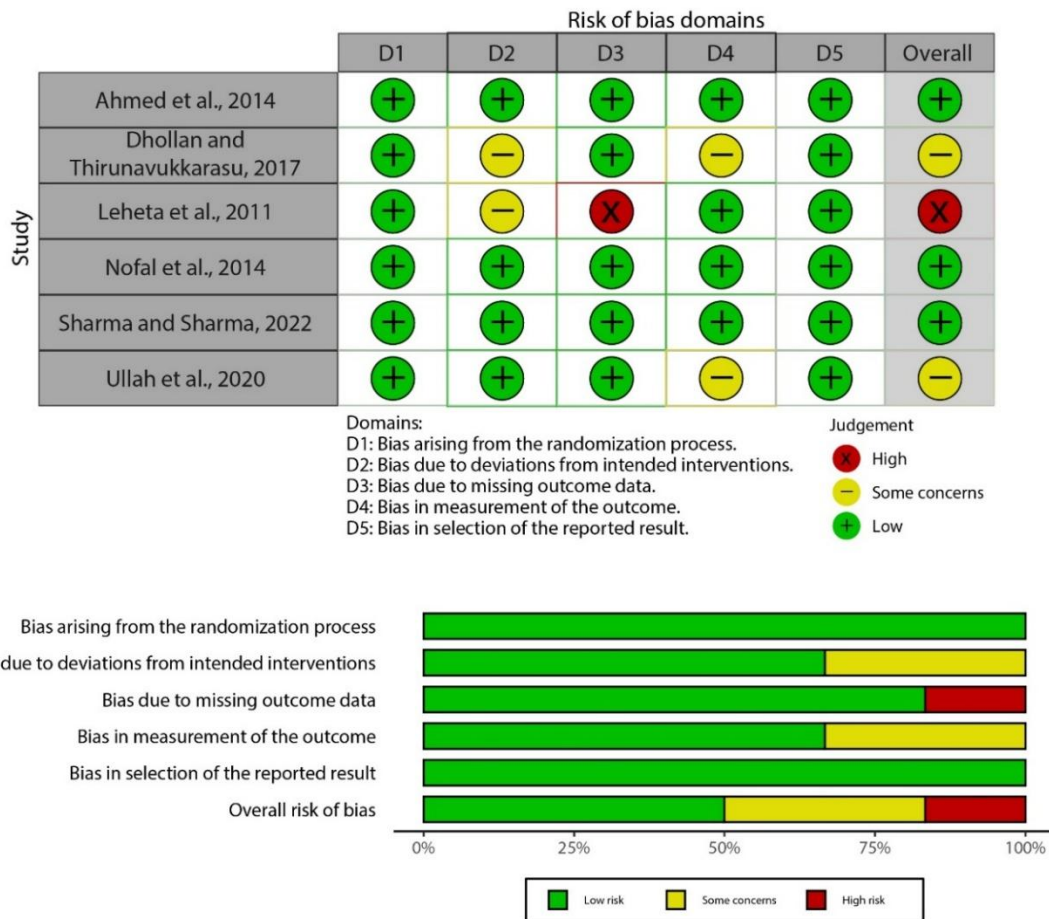 Risk of bias domains
D1 D2 D3 D4 D5 Overall
Study
Ahmed et al., 2014 + + + + + +
Dhollan and
Thirunavukkarasu, 2017 + − + − + −
Leheta et al., 2011 + − X + + X
Nofal et al., 2014 + + + + + +
Sharma and Sharma, 2022 + + + + + +
Ullah et al., 2020 + + + − + −
Domains:
D1: Bias arising from the randomization process.
D2: Bias due to deviations from intended interventions.
D3: Bias due to missing outcome data.
D4: Bias in measurement of the outcome.
D5: Bias in selection of the reported result.
Judgement
X High
− Some concerns
+ Low
Bias arising from the randomization process
due to deviations from intended interventions
Bias due to missing outcome data
Bias in measurement of the outcome
Bias in selection of the reported result
Overall risk of bias
0% 25% 50% 75% 100%
Low risk Some concerns High risk